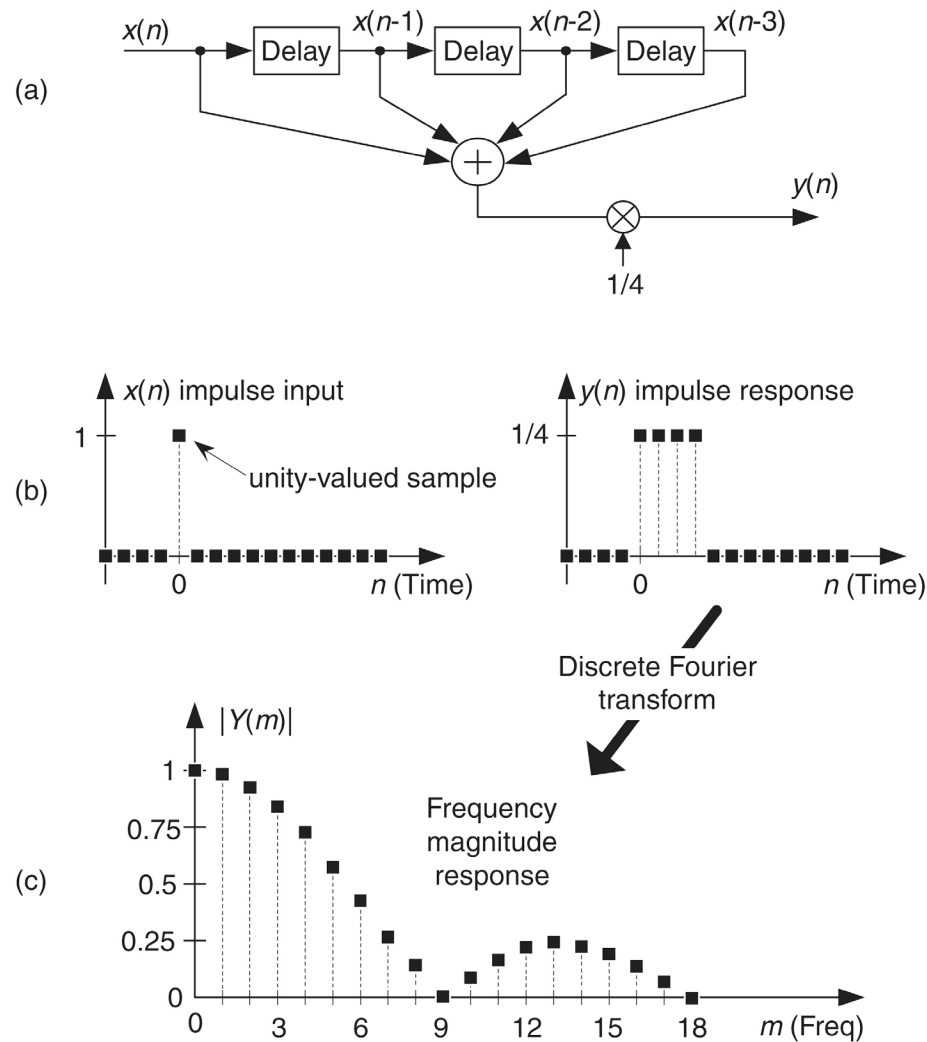 (a)
x(n)
x(n-1)
x(n-2)
x(n-3)
Delay
Delay
Delay
+
y(n)
1/4
(b)
x(n) impulse input
1
unity-valued sample
0
n (Time)
y(n) impulse response
1/4
0
n (Time)
Discrete Fourier
transform
(c)
|Y(m)|
1
0.75
0.5
0.25
0
Frequency
magnitude
response
0 3 6 9 12 15 18 m (Freq)